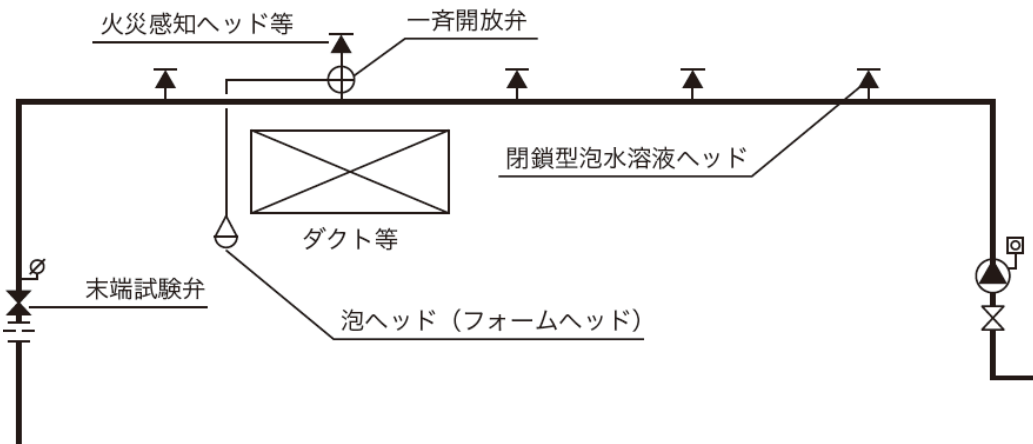 火災感知ヘッド等
一斉開放弁
閉鎖型泡水溶液ヘッド
ダクト等
末端試験弁
泡ヘッド（フォームヘッド）